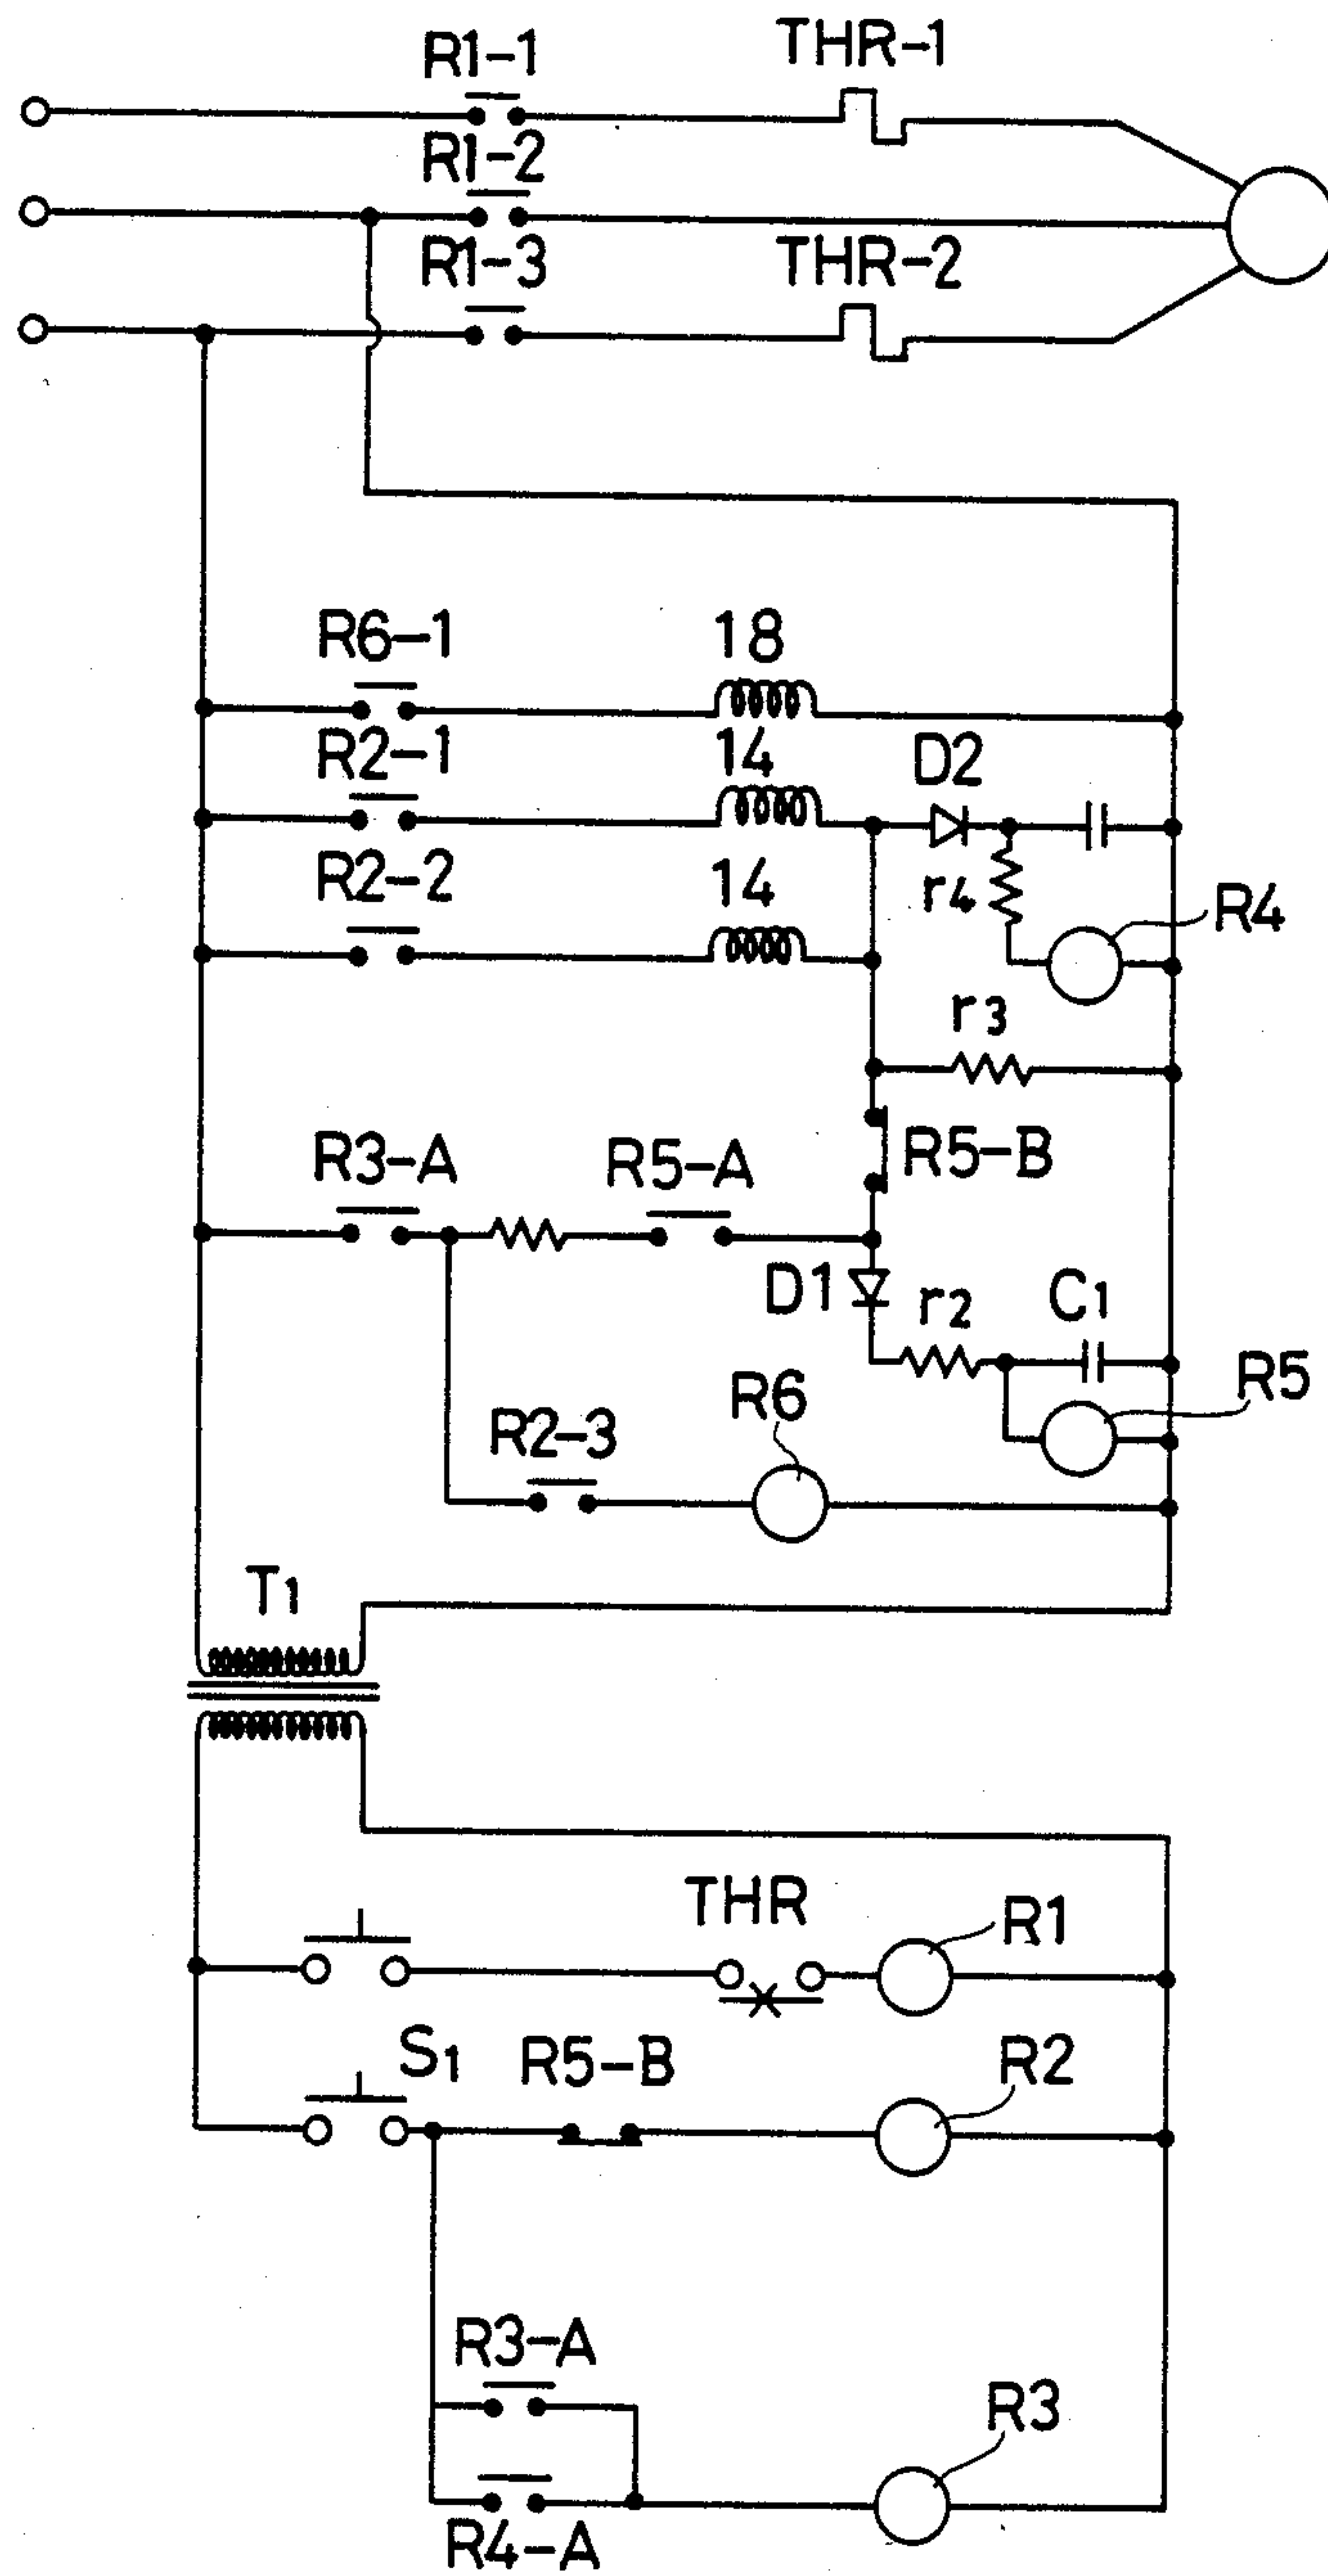 R1-1
THR-1
R1-2
R1-3
THR-2
R6-1
18
R2-1
14
D2
R2-2
14
r4
R4
r3
R3-A
R5-A
R5-B
D1
r2
C1
R5
R2-3
R6
T1
THR
R1
S1
R5-B
R2
R3-A
R3
R4-A